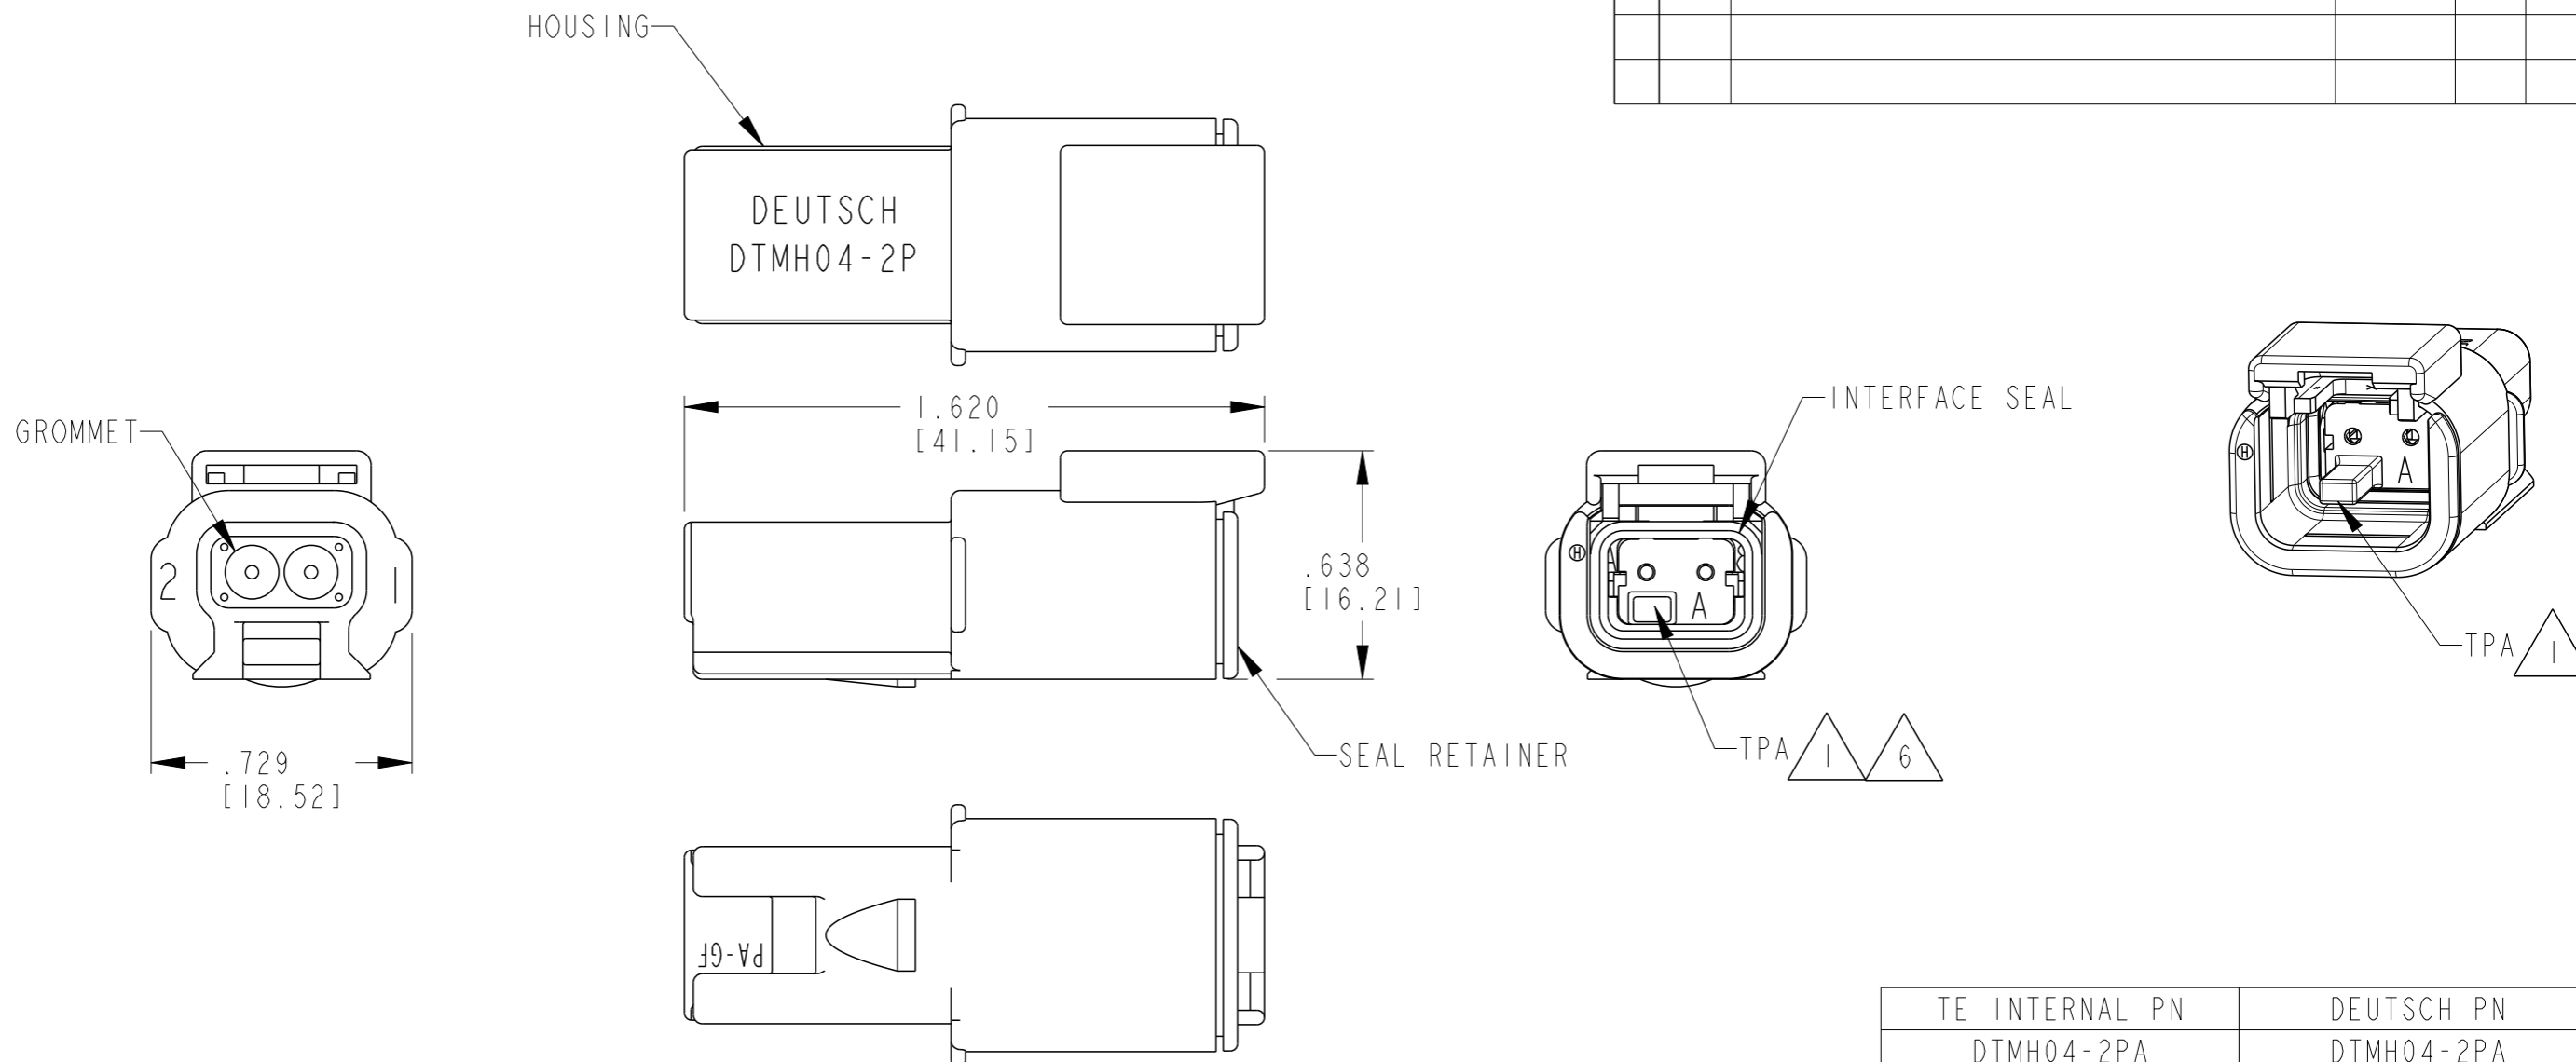 HOUSING
DEUTSCH
DTMH04-2P
1.620
[41.15]
GROMMET
2
1
.729
[18.52]
.638
[16.21]
SEAL RETAINER
INTERFACE SEAL
H
A
TPA 1 6
H
A
TPA 1
PA-GF
TE INTERNAL PN DEUTSCH PN
DTMH04-2PA DTMH04-2PA